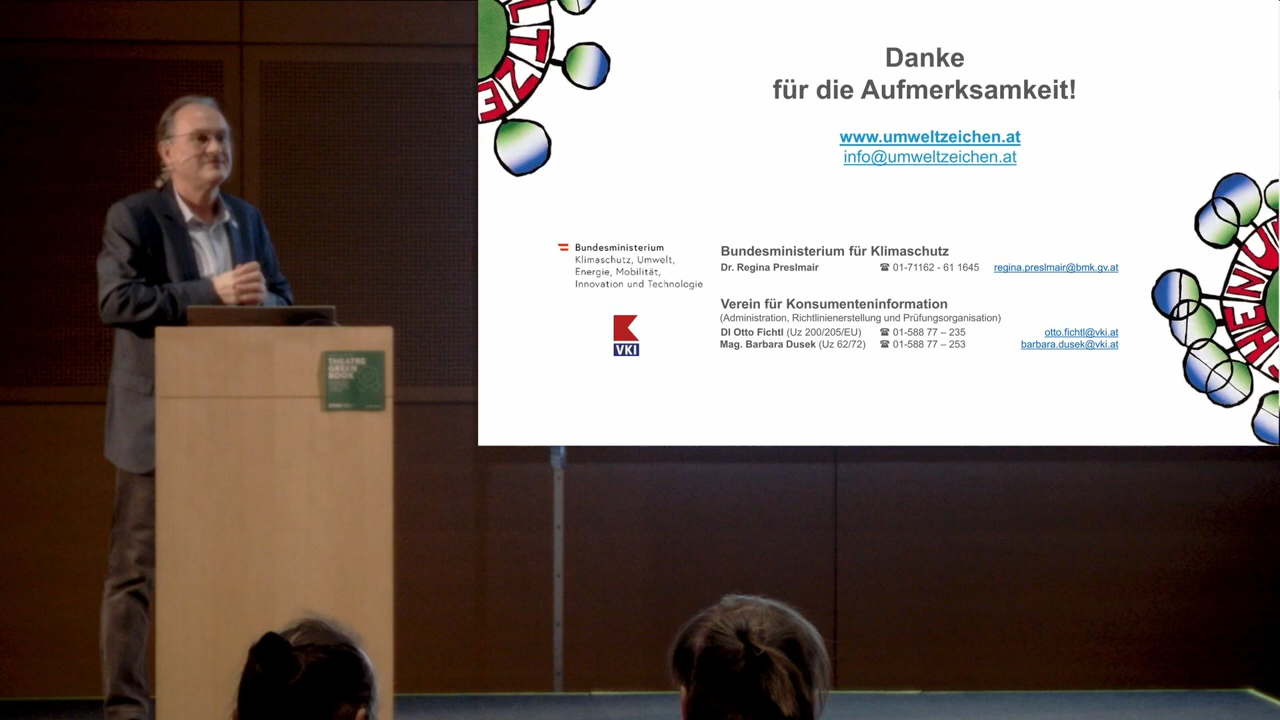 Danke
für die Aufmerksamkeit!
www.umweltzeichen.at
info@umweltzeichen.at
Bundesministerium
Klimaschutz, Umwelt,
Energie, Mobilität,
Innovation und Technologie
Bundesministerium für Klimaschutz
Dr. Regina Preslmair ☎ 01-71162 - 61 1645 regina.preslmair@bmk.gv.at
VKI
Verein für Konsumenteninformation
(Administration, Richtlinienerstellung und Prüfungsorganisation)
DI Otto Fichtl (Uz 200/205/EU) ☎ 01-588 77 – 235 otto.fichtl@vki.at
Mag. Barbara Dusek (Uz 62/72) ☎ 01-588 77 – 253 barbara.dusek@vki.at
LTZE
HENU
THEATRE
GREEN
BOOK